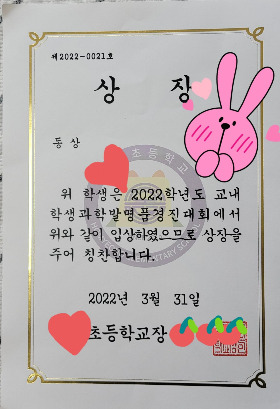 제2022-0021호
상 장
동상
초등학교
위 학생은 2022학년도 교내
학생과학발명품경진대회에서
위와 같이 입상하였으므로 상장을
주어 칭찬합니다.
2022년 3월 31일
초등학교장